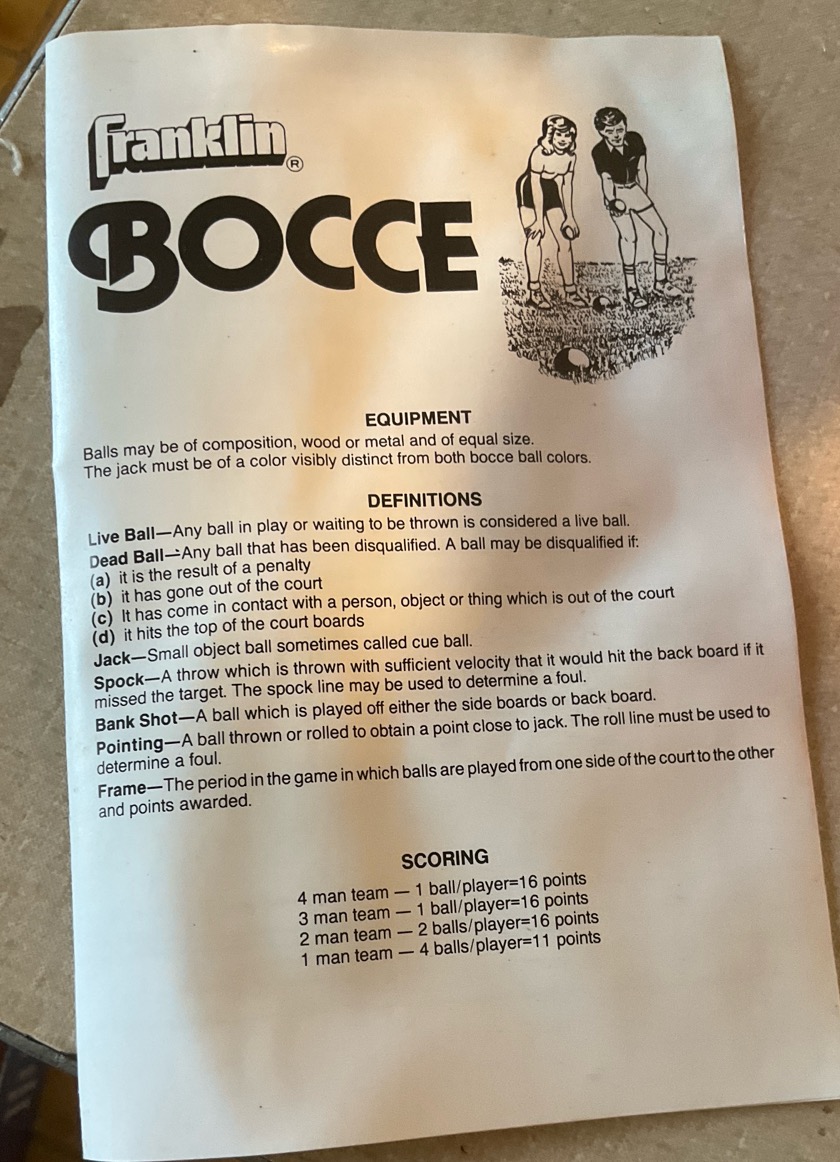 Franklin®
BOCCE
EQUIPMENT
Balls may be of composition, wood or metal and of equal size.
The jack must be of a color visibly distinct from both bocce ball colors.
DEFINITIONS
Live Ball—Any ball in play or waiting to be thrown is considered a live ball.
Dead Ball—Any ball that has been disqualified. A ball may be disqualified if:
(a) it is the result of a penalty
(b) it has gone out of the court
(c) It has come in contact with a person, object or thing which is out of the court
(d) it hits the top of the court boards
Jack—Small object ball sometimes called cue ball.
Spock—A throw which is thrown with sufficient velocity that it would hit the back board if it
missed the target. The spock line may be used to determine a foul.
Bank Shot—A ball which is played off either the side boards or back board.
Pointing—A ball thrown or rolled to obtain a point close to jack. The roll line must be used to
determine a foul.
Frame—The period in the game in which balls are played from one side of the court to the other
and points awarded.
SCORING
4 man team — 1 ball/player=16 points
3 man team — 1 ball/player=16 points
2 man team — 2 balls/player=16 points
1 man team — 4 balls/player=11 points